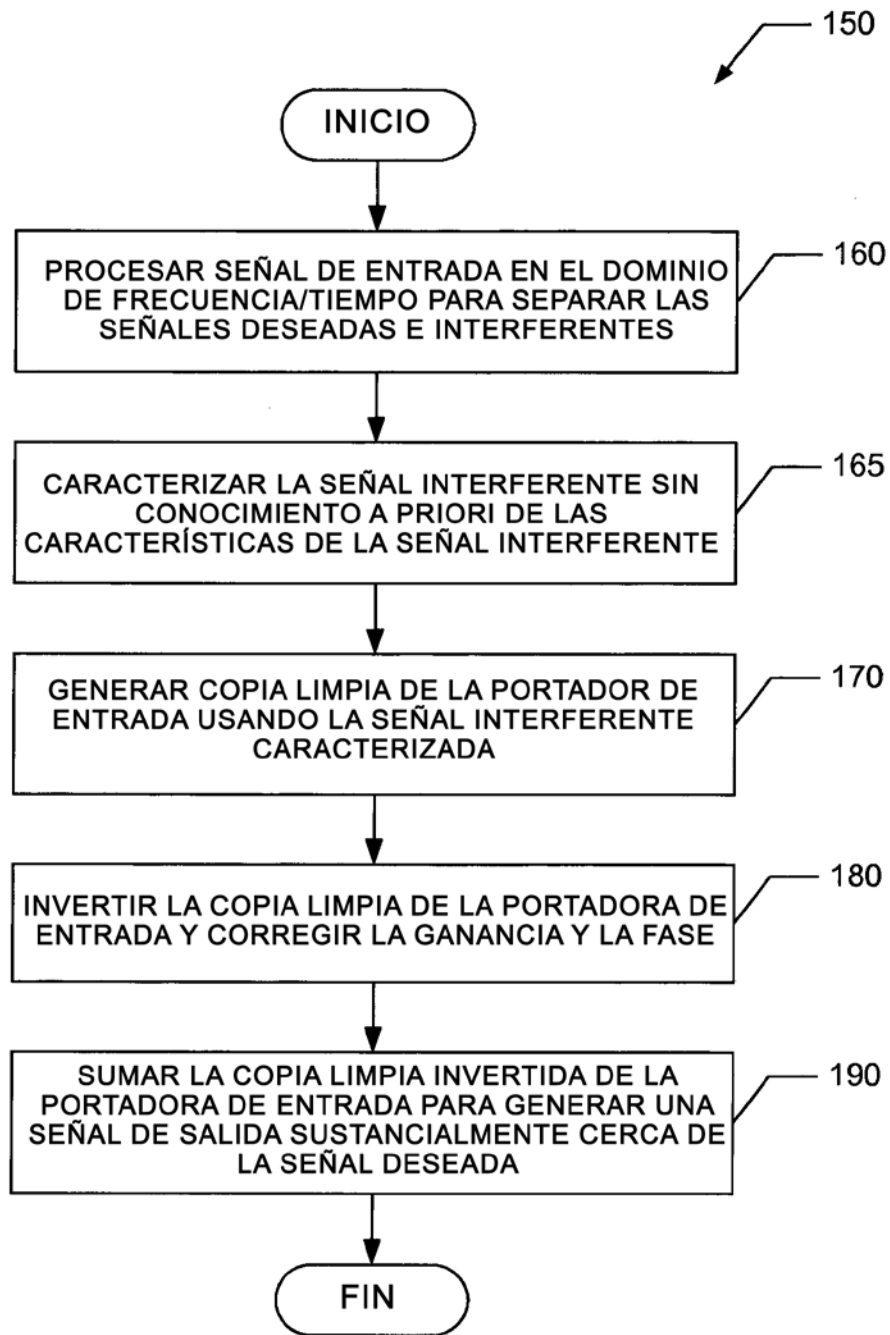 150
INICIO
PROCESAR SEÑAL DE ENTRADA EN EL DOMINIO
DE FRECUENCIA/TIEMPO PARA SEPARAR LAS
SEÑALES DESEADAS E INTERFERENTES
160
CARACTERIZAR LA SEÑAL INTERFERENTE SIN
CONOCIMIENTO A PRIORI DE LAS
CARACTERÍSTICAS DE LA SEÑAL INTERFERENTE
165
GENERAR COPIA LIMPIA DE LA PORTADOR DE
ENTRADA USANDO LA SEÑAL INTERFERENTE
CARACTERIZADA
170
INVERTIR LA COPIA LIMPIA DE LA PORTADORA DE
ENTRADA Y CORREGIR LA GANANCIA Y LA FASE
180
SUMAR LA COPIA LIMPIA INVERTIDA DE LA
PORTADORA DE ENTRADA PARA GENERAR UNA
SEÑAL DE SALIDA SUSTANCIALMENTE CERCA DE
LA SEÑAL DESEADA
190
FIN